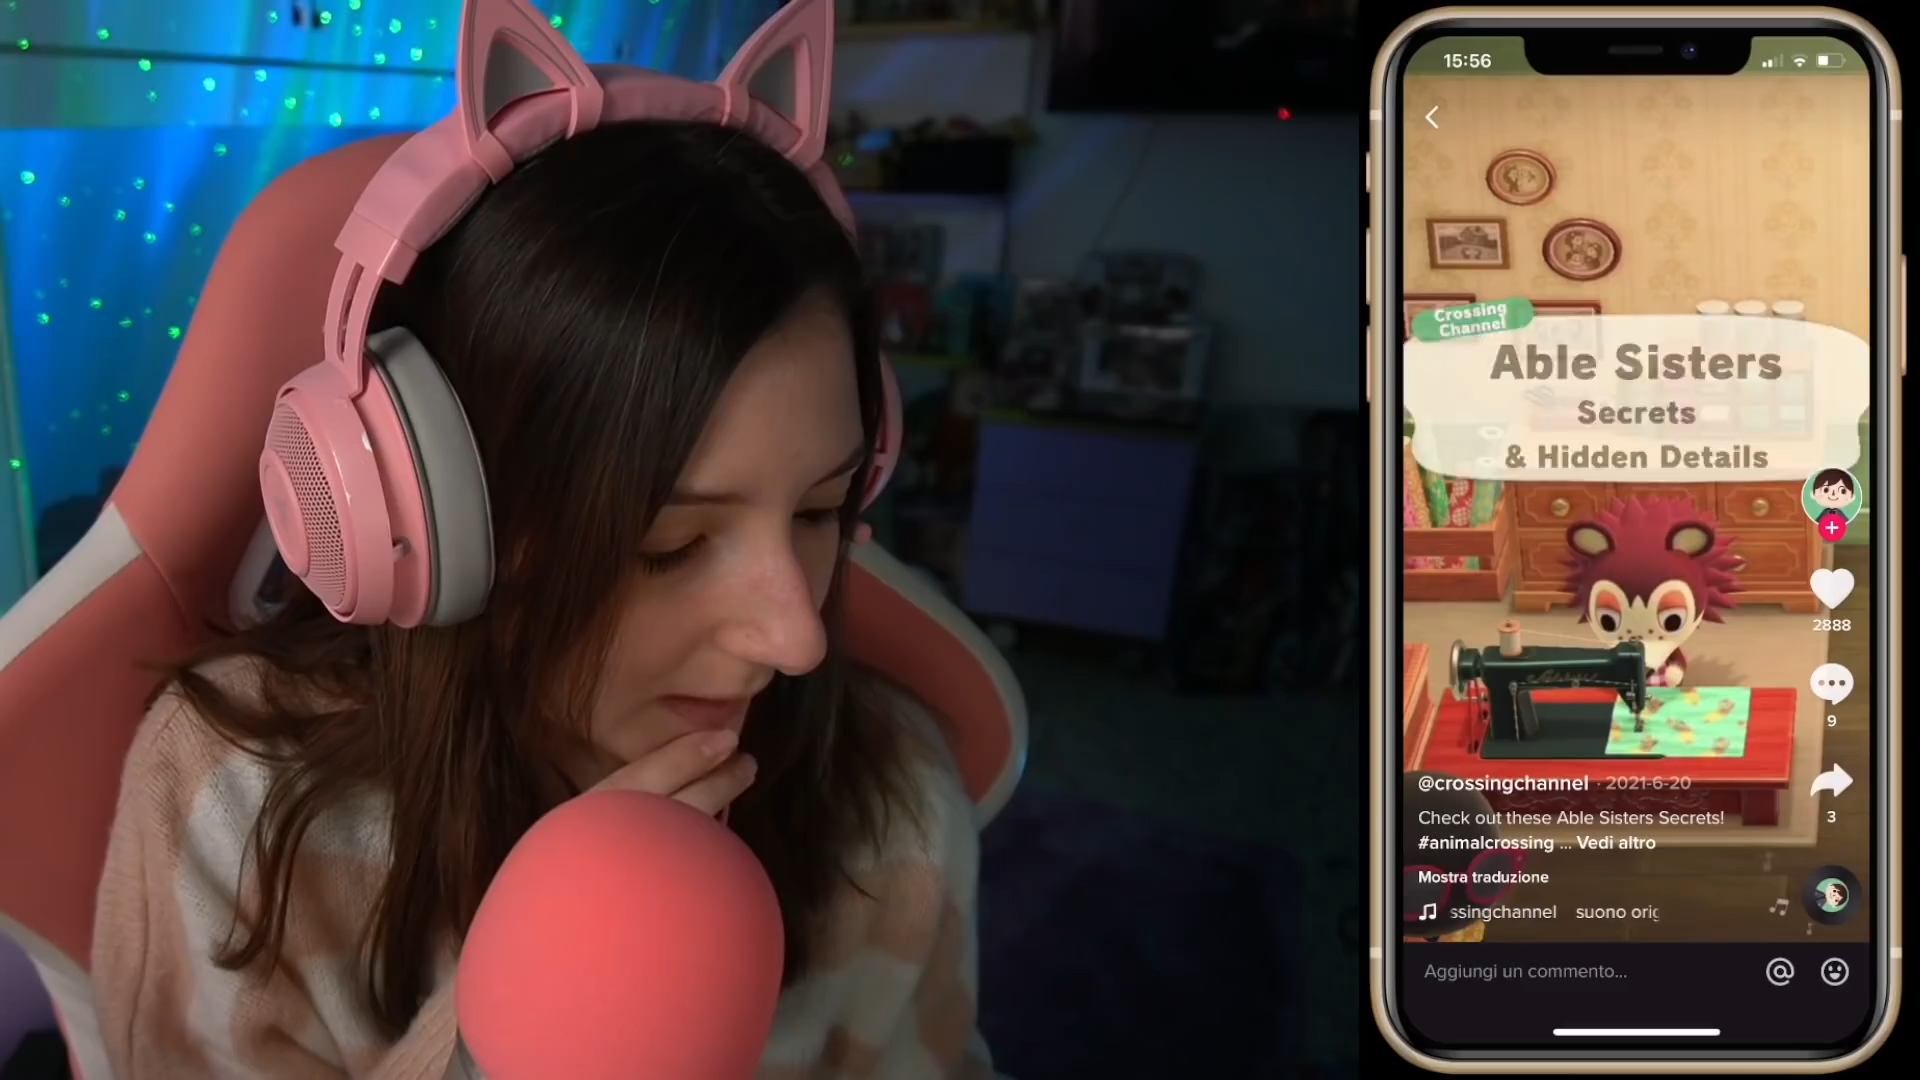 15:56
Crossing
Channel
Able Sisters
Secrets
& Hidden Details
2888
9
@crossingchannel · 2021-6-20
3
Check out these Able Sisters Secrets!
#animalcrossing ... Vedi altro
Mostra traduzione
ssingchannel suono orig
Aggiungi un commento...